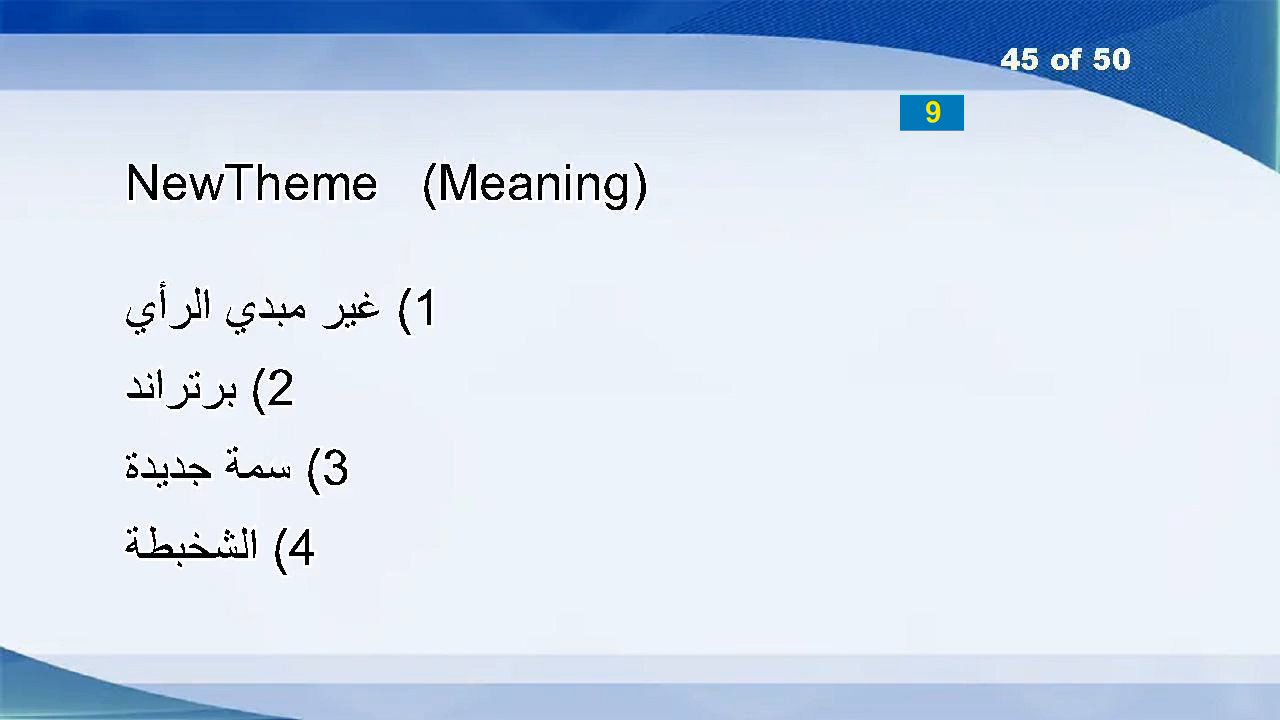 45 of 50
9
NewTheme (Meaning)
1) غير مبدي الرأي
2) برتراند
3) سمة جديدة
4) الشخبطة